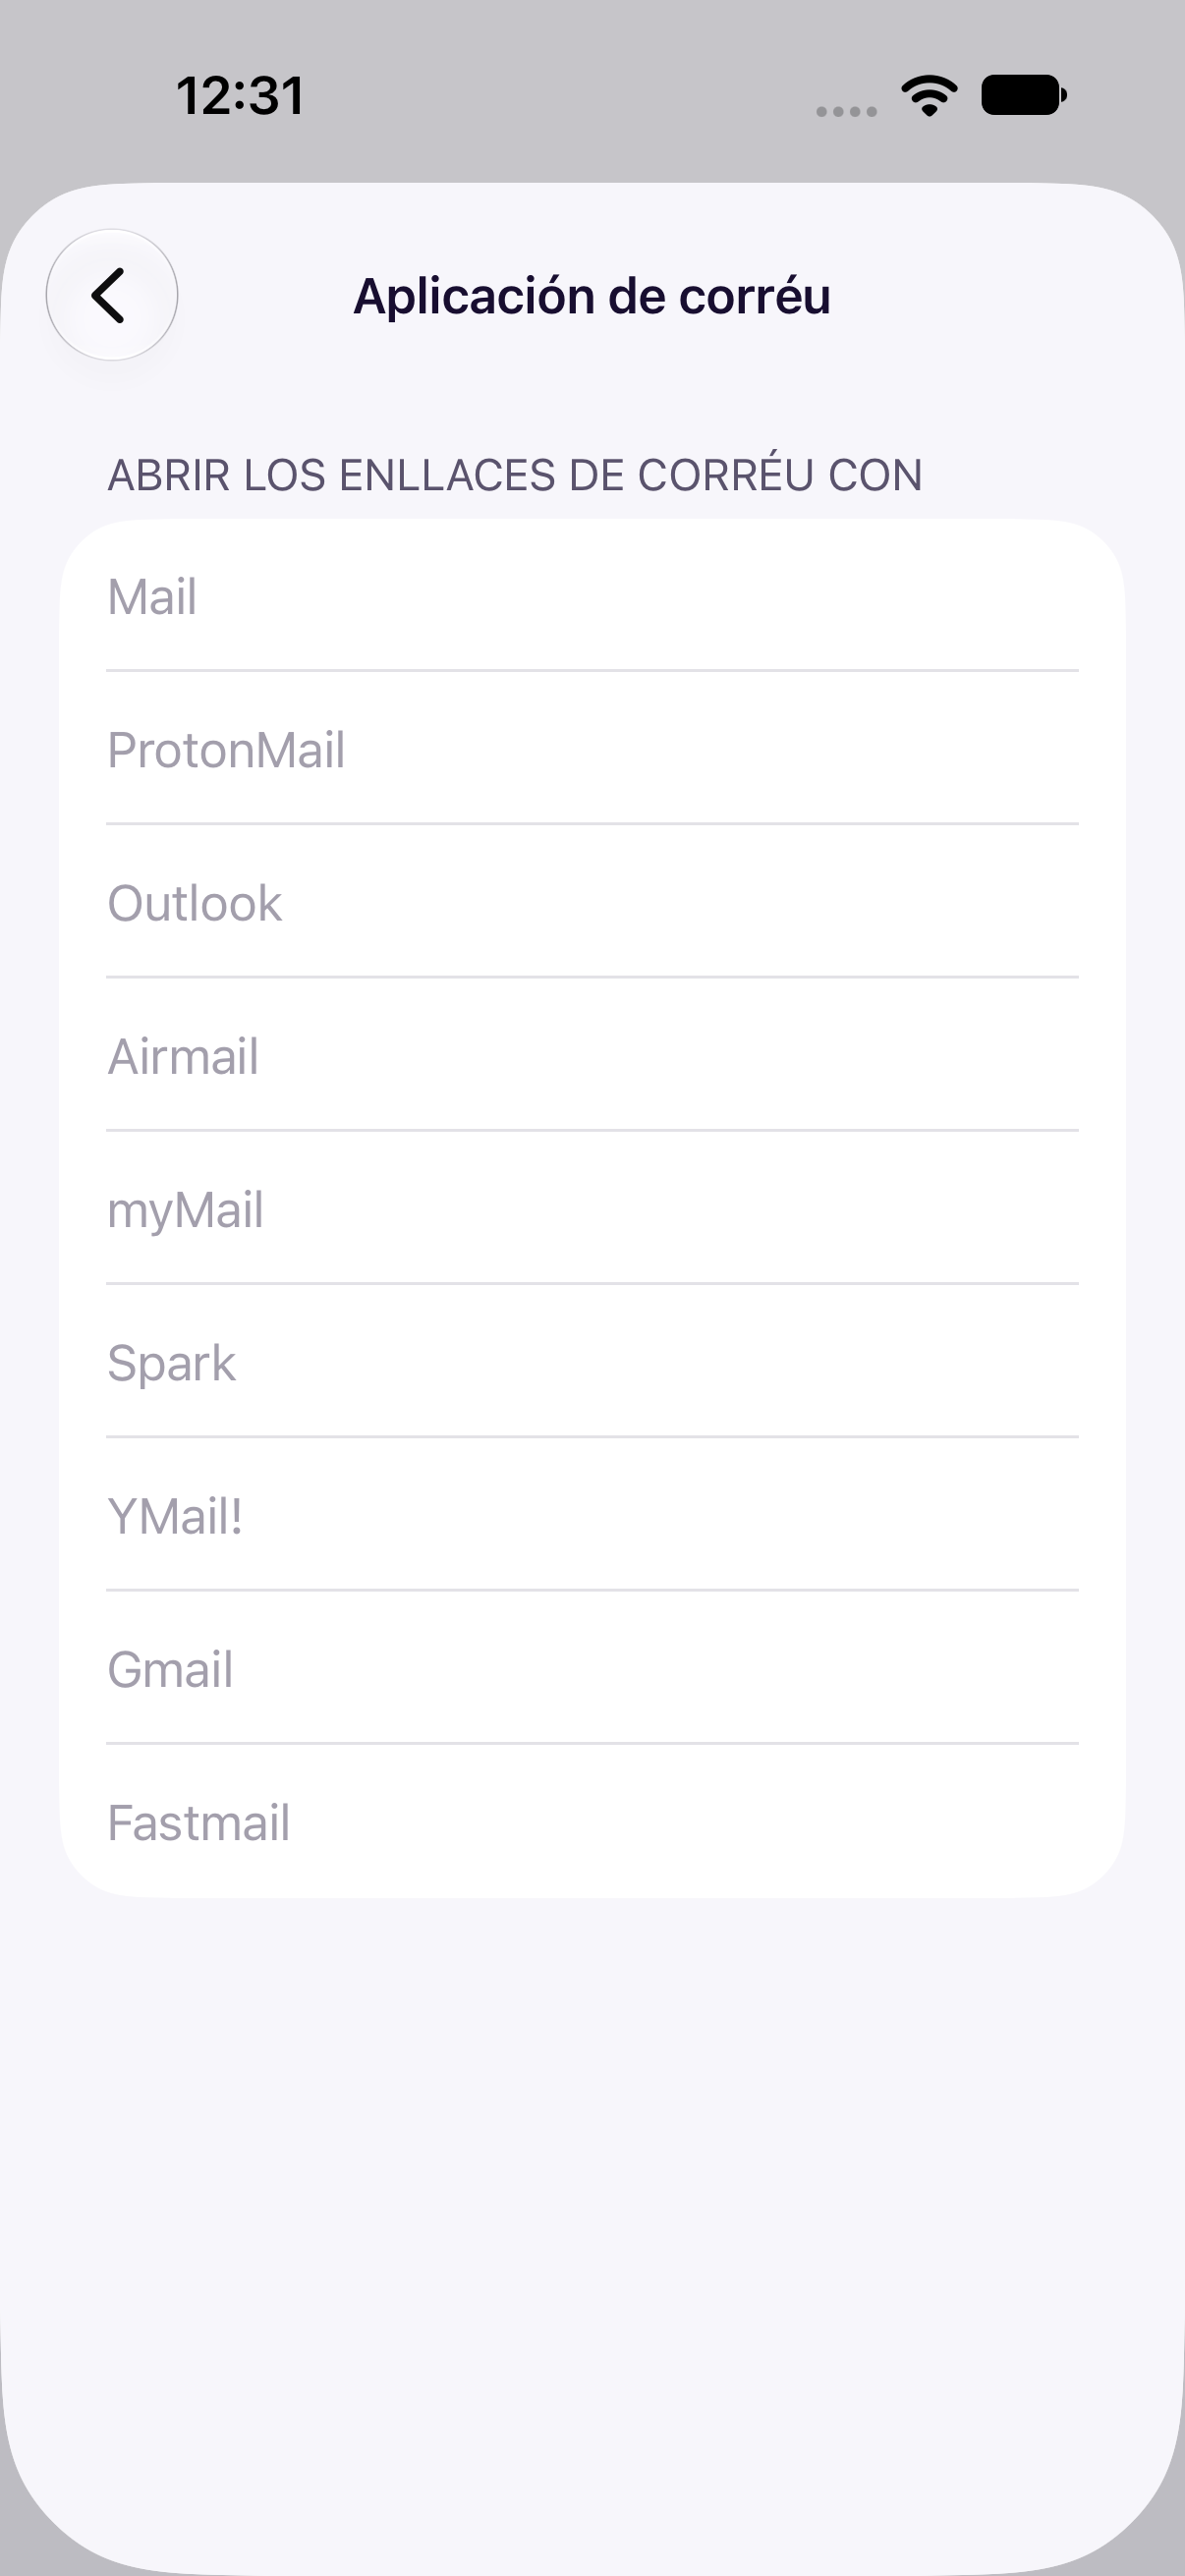 12:31
Aplicación de corréu
ABRIR LOS ENLLACES DE CORRÉU CON
Mail
ProtonMail
Outlook
Airmail
myMail
Spark
YMail!
Gmail
Fastmail